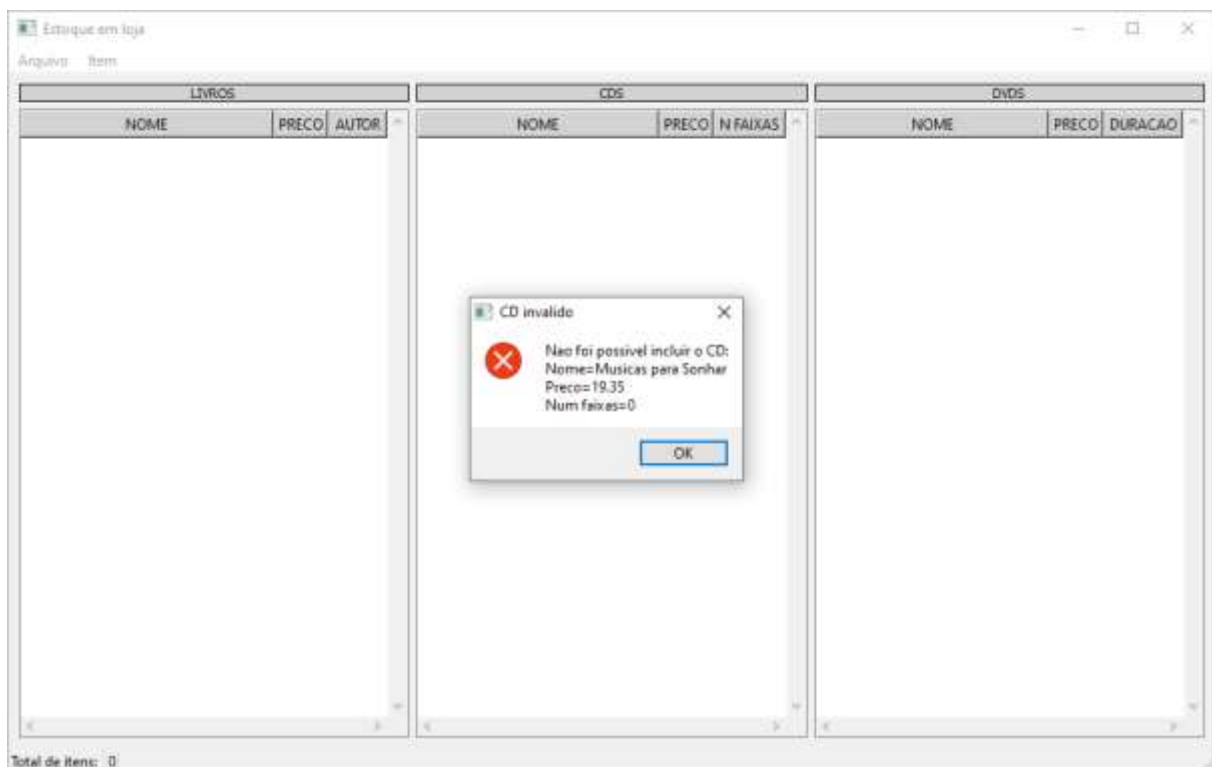 Estoque em loja
Arquivo Item
LIVROS CDS DVDS
NOME PRECO AUTOR NOME PRECO N FAIXAS NOME PRECO DURACAO
CD invalido
Nao foi possivel incluir o CD:
Nome=Musicas para Sonhar
Preco=19.35
Num faixas=0
OK
Total de itens: 0